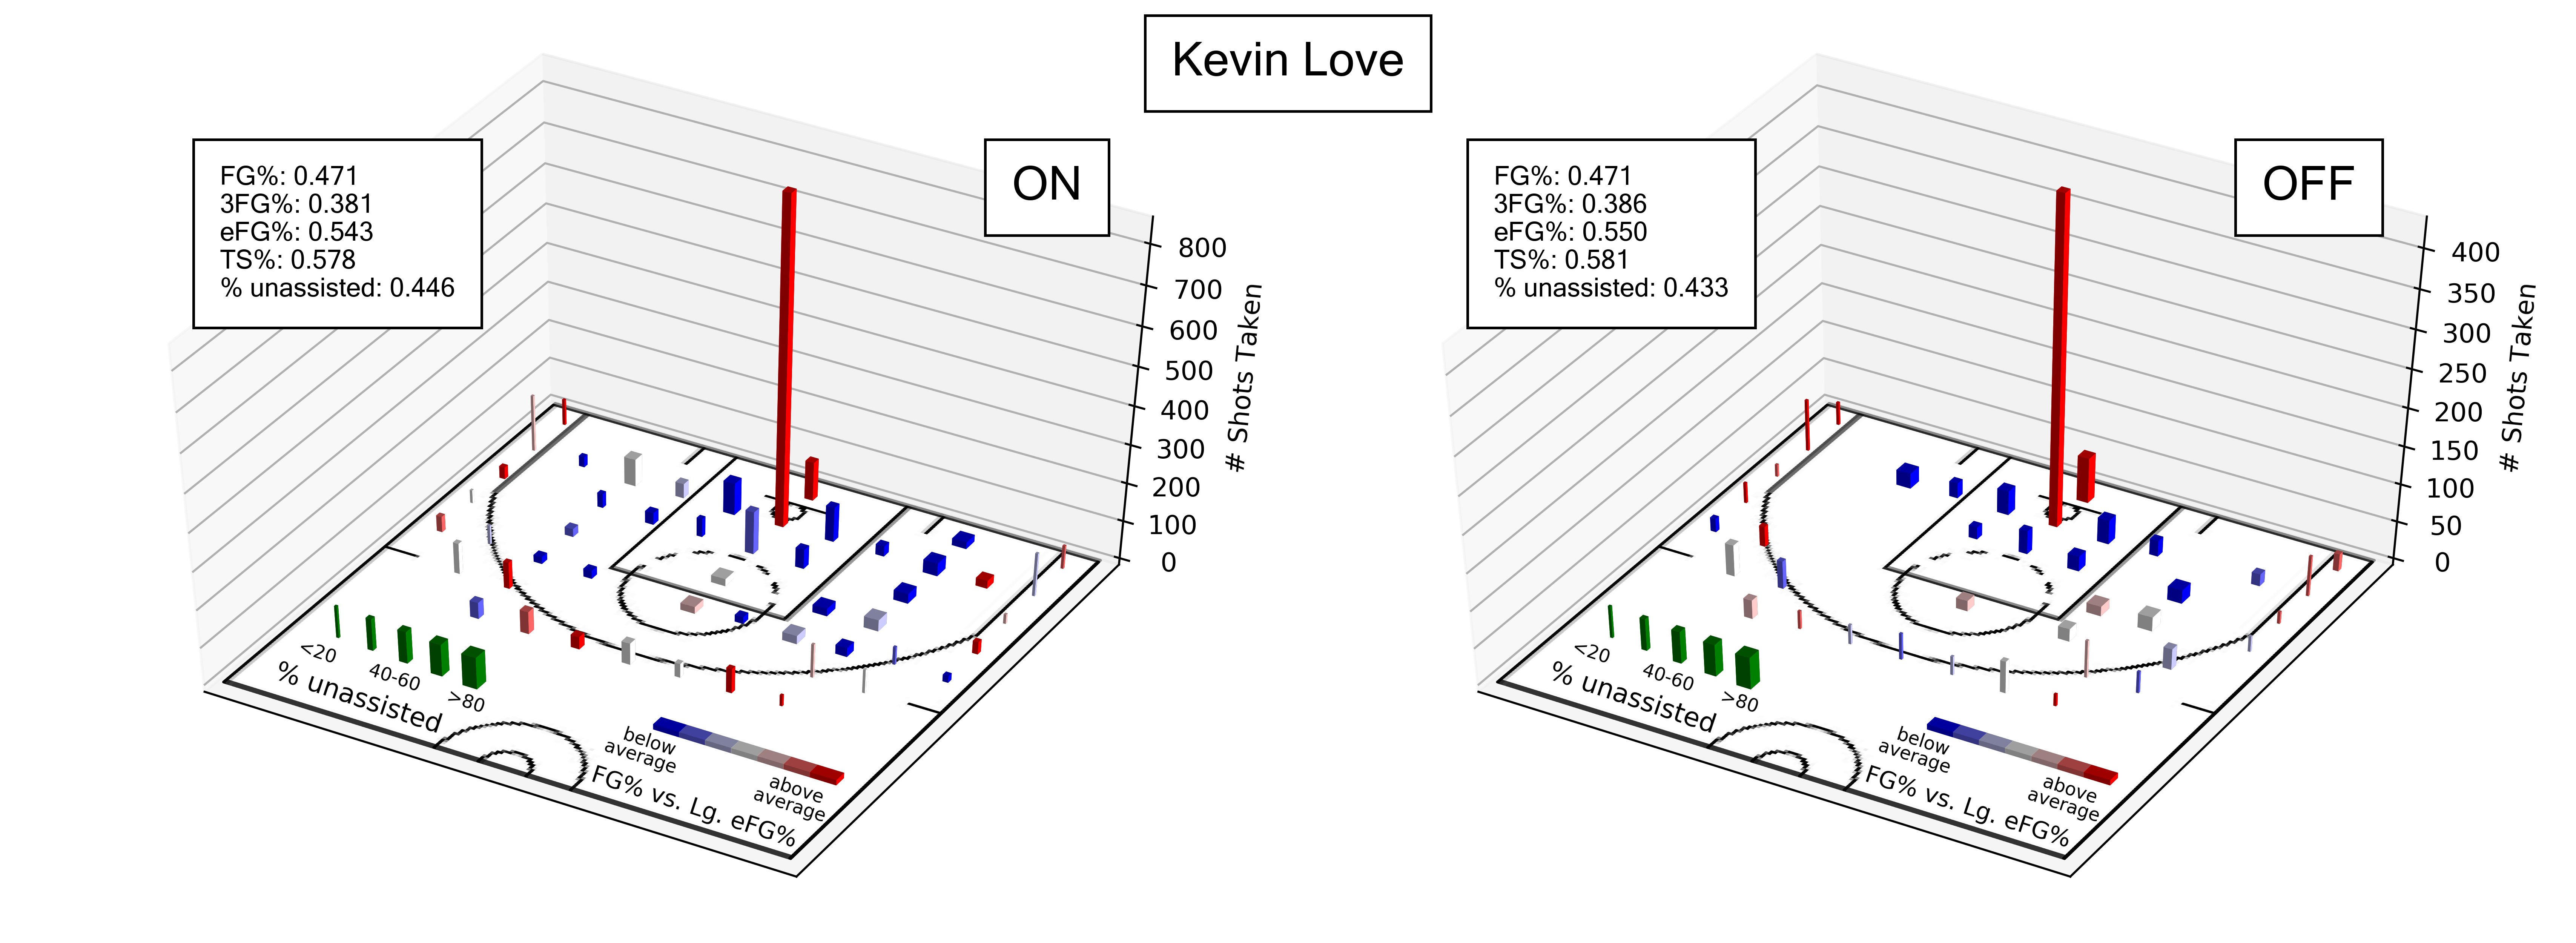 Kevin Love
FG%: 0.471
3FG%: 0.381
eFG%: 0.543
TS%: 0.578
% unassisted: 0.446
ON
800
700
600
500
400
300
200
100
0
# Shots Taken
<20
40-60
>80
% unassisted
below
average
above
average
FG% vs. Lg. eFG%
FG%: 0.471
3FG%: 0.386
eFG%: 0.550
TS%: 0.581
% unassisted: 0.433
OFF
400
350
300
250
200
150
100
50
0
# Shots Taken
<20
40-60
>80
% unassisted
below
average
above
average
FG% vs. Lg. eFG%